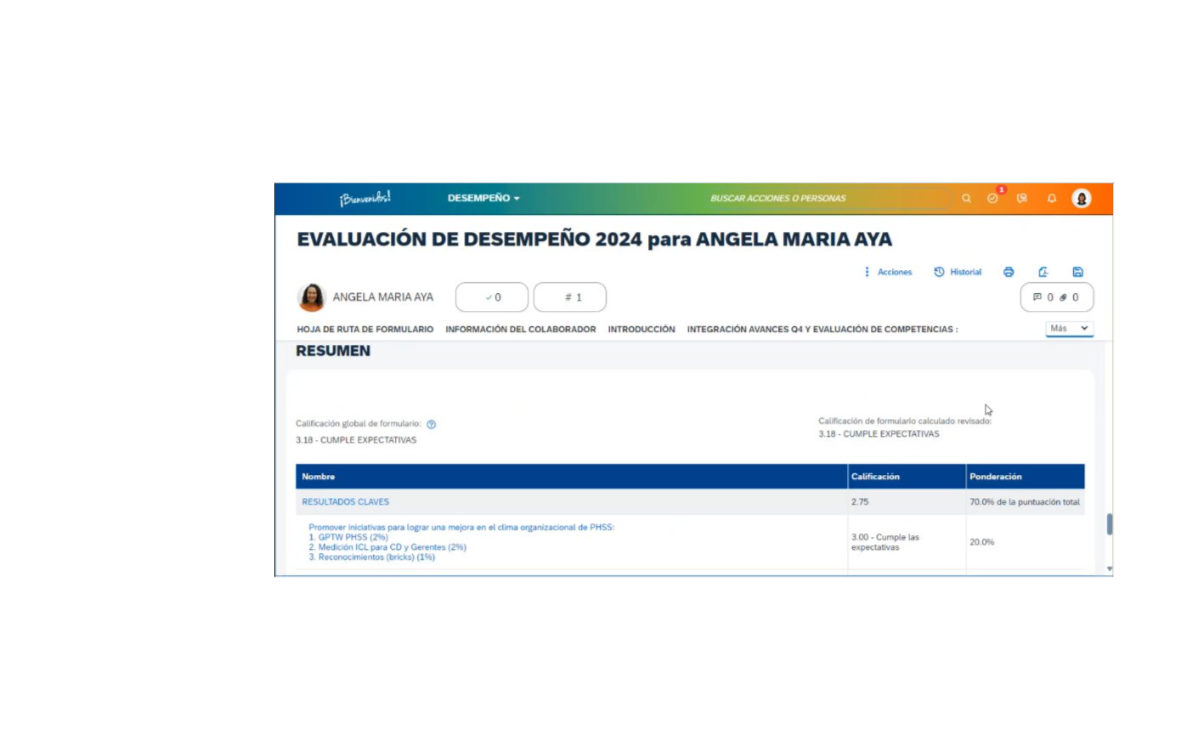 ¡Bienvenidos!
DESEMPEÑO
BUSCAR ACCIONES O PERSONAS
1
EVALUACIÓN DE DESEMPEÑO 2024 para ANGELA MARIA AYA
Acciones Historial
ANGELA MARIA AYA 0 # 1 0 0
HOJA DE RUTA DE FORMULARIO INFORMACIÓN DEL COLABORADOR INTRODUCCIÓN INTEGRACIÓN AVANCES Q4 Y EVALUACIÓN DE COMPETENCIAS : Más
RESUMEN
Calificación global de formulario: ?
3.18 - CUMPLE EXPECTATIVAS
Calificación de formulario calculado revisado:
3.18 - CUMPLE EXPECTATIVAS
Nombre Calificación Ponderación
RESULTADOS CLAVES 2.75 70.0% de la puntuación total
Promover iniciativas para lograr una mejora en el clima organizacional de PHSS:
1. GPTW PHSS (2%)
2. Medición ICL para CD y Gerentes (2%)
3. Reconocimientos (bricks) (1%)
3.00 - Cumple las
expectativas
20.0%